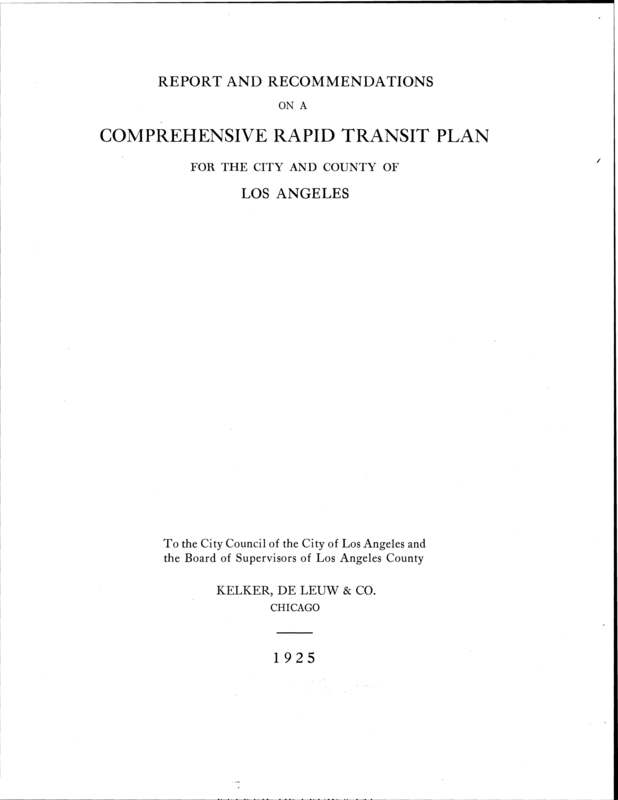 REPORT AND RECOMMENDATIONS
ON A
COMPREHENSIVE RAPID TRANSIT PLAN
FOR THE CITY AND COUNTY OF
LOS ANGELES
To the City Council of the City of Los Angeles and
the Board of Supervisors of Los Angeles County
KELKER, DE LEUW & CO.
CHICAGO
1925